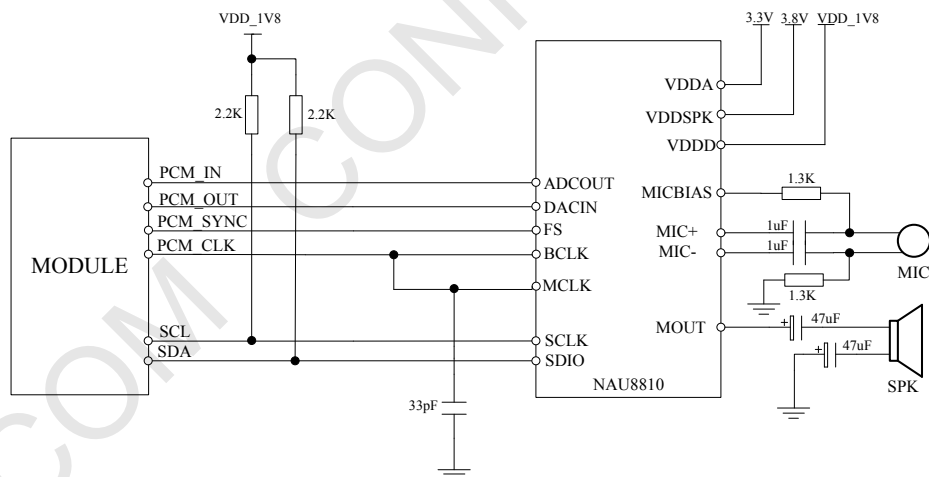 VDD_1V8
3.3V 3.8V VDD_1V8
VDDA
VDDSPK
VDDD
2.2K 2.2K
MODULE
PCM_IN
PCM_OUT
PCM_SYNC
PCM_CLK
SCL
SDA
ADCOUT
DACIN
FS
BCLK
MCLK
SCLK
SDIO
NAU8810
MICBIAS
MIC+
MIC-
MOUT
1.3K
1uF
1uF
1.3K
MIC
+ 47uF
+ 47uF
SPK
33pF
COM CONF